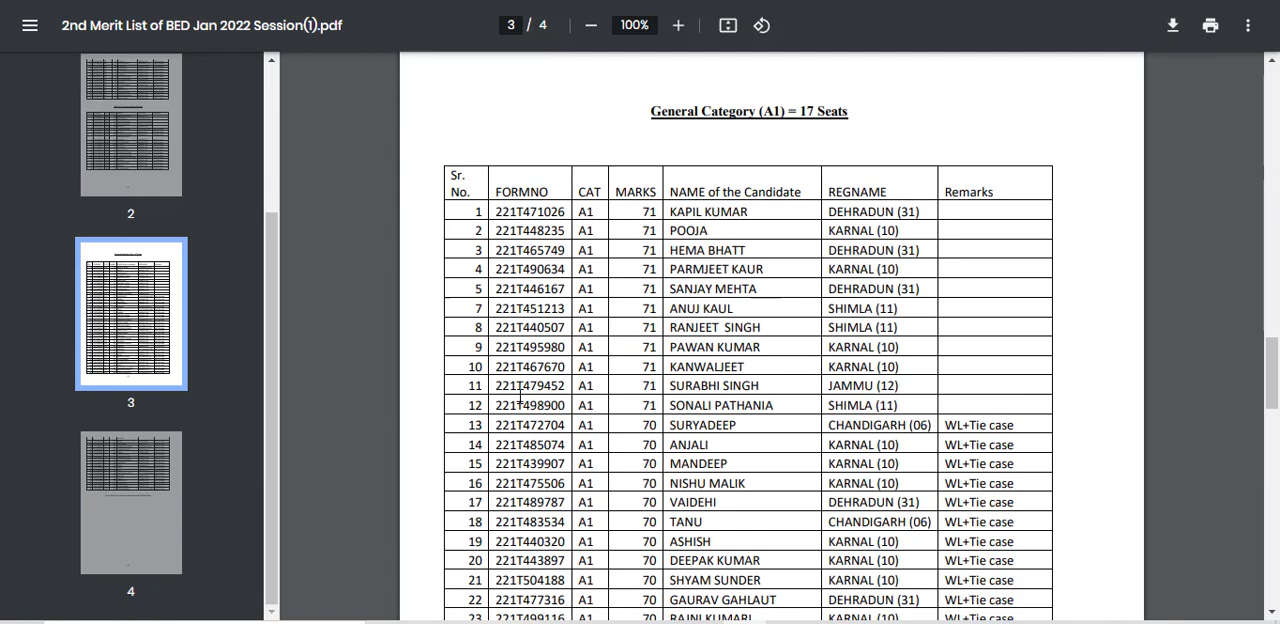 2nd Merit List of BED Jan 2022 Session(1).pdf 3 / 4 100%
2
3
4
General Category (A1) = 17 Seats
Sr. No. FORMNO CAT MARKS NAME of the Candidate REGNAME Remarks
1 221T471026 A1 71 KAPIL KUMAR DEHRADUN (31)
2 221T448235 A1 71 POOJA KARNAL (10)
3 221T465749 A1 71 HEMA BHATT DEHRADUN (31)
4 221T490634 A1 71 PARMJEET KAUR KARNAL (10)
5 221T446167 A1 71 SANJAY MEHTA DEHRADUN (31)
7 221T451213 A1 71 ANUJ KAUL SHIMLA (11)
8 221T440507 A1 71 RANJEET SINGH SHIMLA (11)
9 221T495980 A1 71 PAWAN KUMAR KARNAL (10)
10 221T467670 A1 71 KANWALJEET KARNAL (10)
11 221T479452 A1 71 SURABHI SINGH JAMMU (12)
12 221T498900 A1 71 SONALI PATHANIA SHIMLA (11)
13 221T472704 A1 70 SURYADEEP CHANDIGARH (06) WL+Tie case
14 221T485074 A1 70 ANJALI KARNAL (10) WL+Tie case
15 221T439907 A1 70 MANDEEP KARNAL (10) WL+Tie case
16 221T475506 A1 70 NISHU MALIK KARNAL (10) WL+Tie case
17 221T489787 A1 70 VAIDEHI DEHRADUN (31) WL+Tie case
18 221T483534 A1 70 TANU CHANDIGARH (06) WL+Tie case
19 221T440320 A1 70 ASHISH KARNAL (10) WL+Tie case
20 221T443897 A1 70 DEEPAK KUMAR KARNAL (10) WL+Tie case
21 221T504188 A1 70 SHYAM SUNDER KARNAL (10) WL+Tie case
22 221T477316 A1 70 GAURAV GAHLAUT DEHRADUN (31) WL+Tie case
23 221T499116 A1 70 RAJNI KUMARI KARNAL (10) WL+Tie case